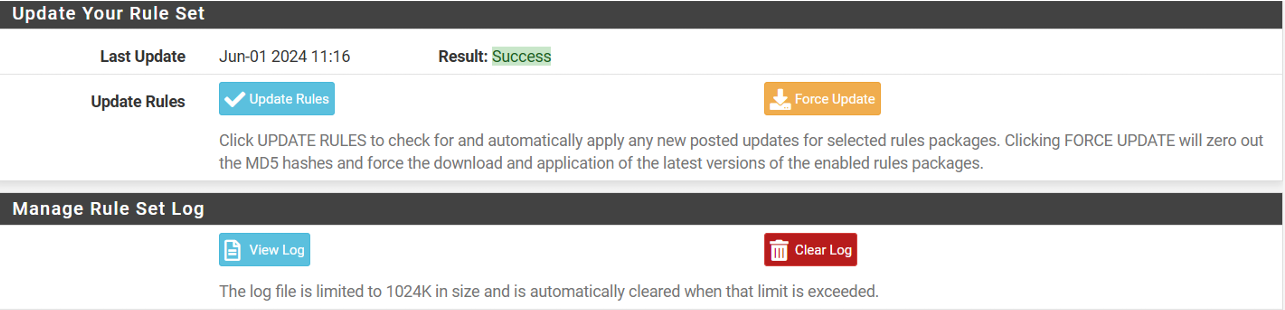 Update Your Rule Set
Last Update Jun-01 2024 11:16 Result: Success
Update Rules Update Rules Force Update
Click UPDATE RULES to check for and automatically apply any new posted updates for selected rules packages. Clicking FORCE UPDATE will zero out
the MD5 hashes and force the download and application of the latest versions of the enabled rules packages.
Manage Rule Set Log
View Log Clear Log
The log file is limited to 1024K in size and is automatically cleared when that limit is exceeded.